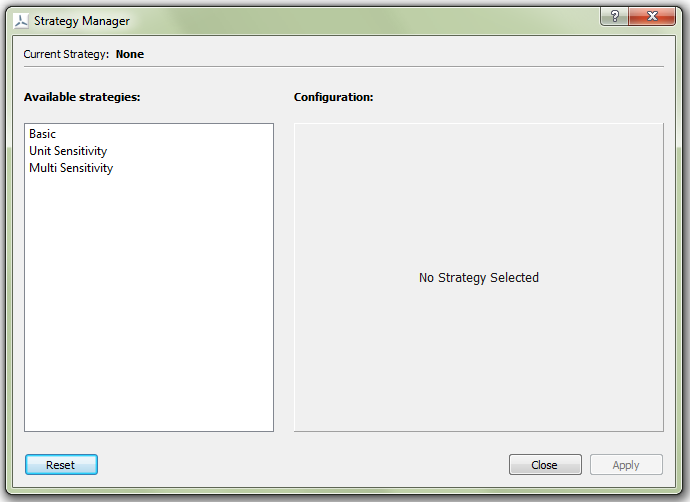 Strategy Manager
?
Current Strategy: None
Available strategies:
Configuration:
Basic
Unit Sensitivity
Multi Sensitivity
No Strategy Selected
Reset
Close
Apply